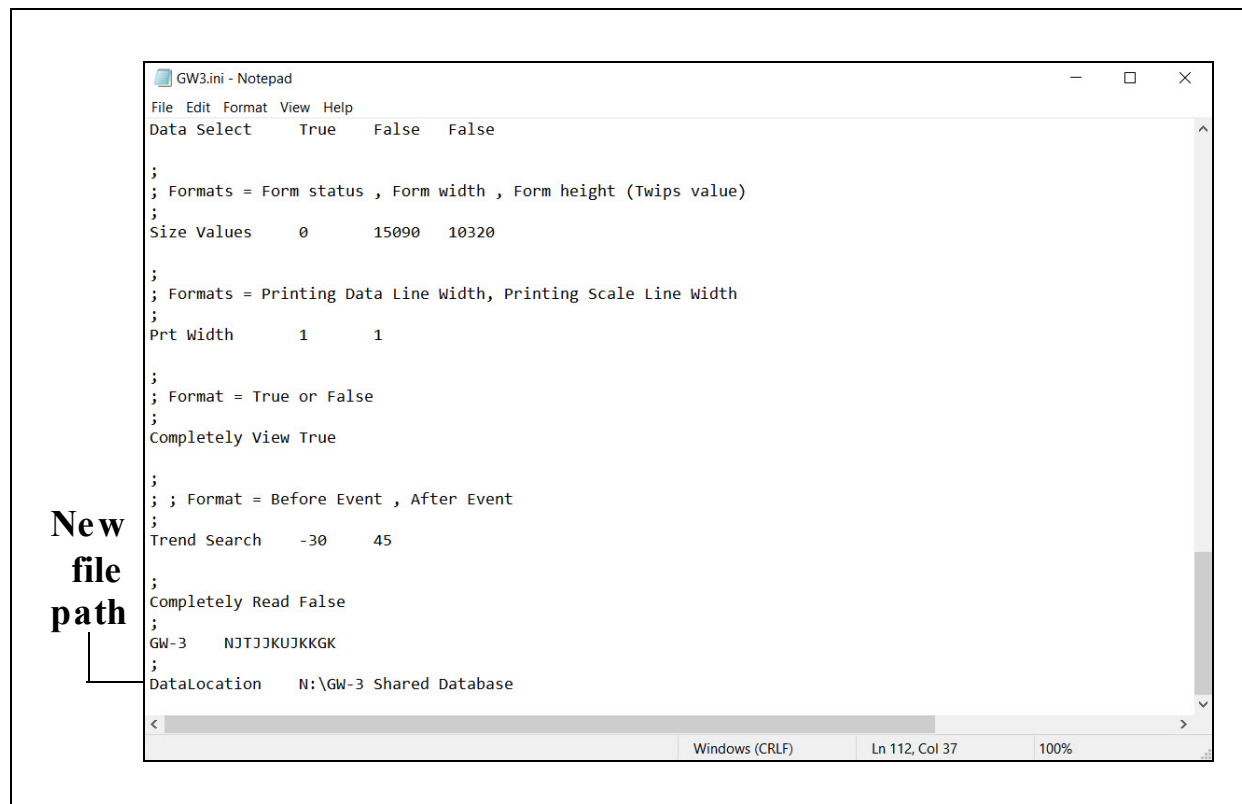 GW3.ini - Notepad
File Edit Format View Help
Data Select True False False
;
; Formats = Form status , Form width , Form height (Twips value)
;
Size Values 0 15090 10320
;
; Formats = Printing Data Line Width, Printing Scale Line Width
;
Prt Width 1 1
;
; Format = True or False
;
Completely View True
;
; ; Format = Before Event , After Event
;
Trend Search -30 45
;
Completely Read False
;
GW-3 NJTJJKUJKKGK
;
DataLocation N:\GW-3 Shared Database
Windows (CRLF) Ln 112, Col 37 100%
New
file
path